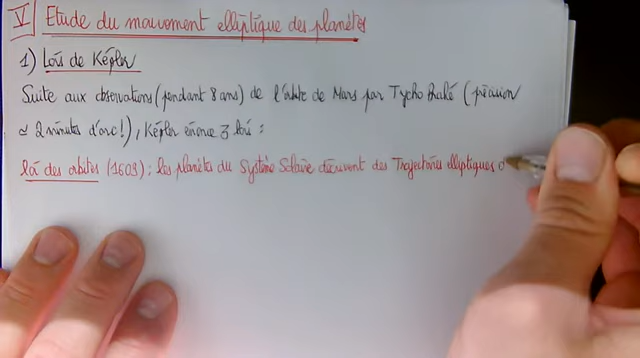 V Etude du mouvement elliptique des planètes
1) Lois de Képler
Suite aux observations (pendant 8 ans) de l'orbite de Mars par Tycho Brahé (précision
≃ 2 minutes d'arc!), Képler énonce 3 lois :
Loi des orbites (1609) : les planètes du Système Solaire décrivent des Trajectoires elliptiques